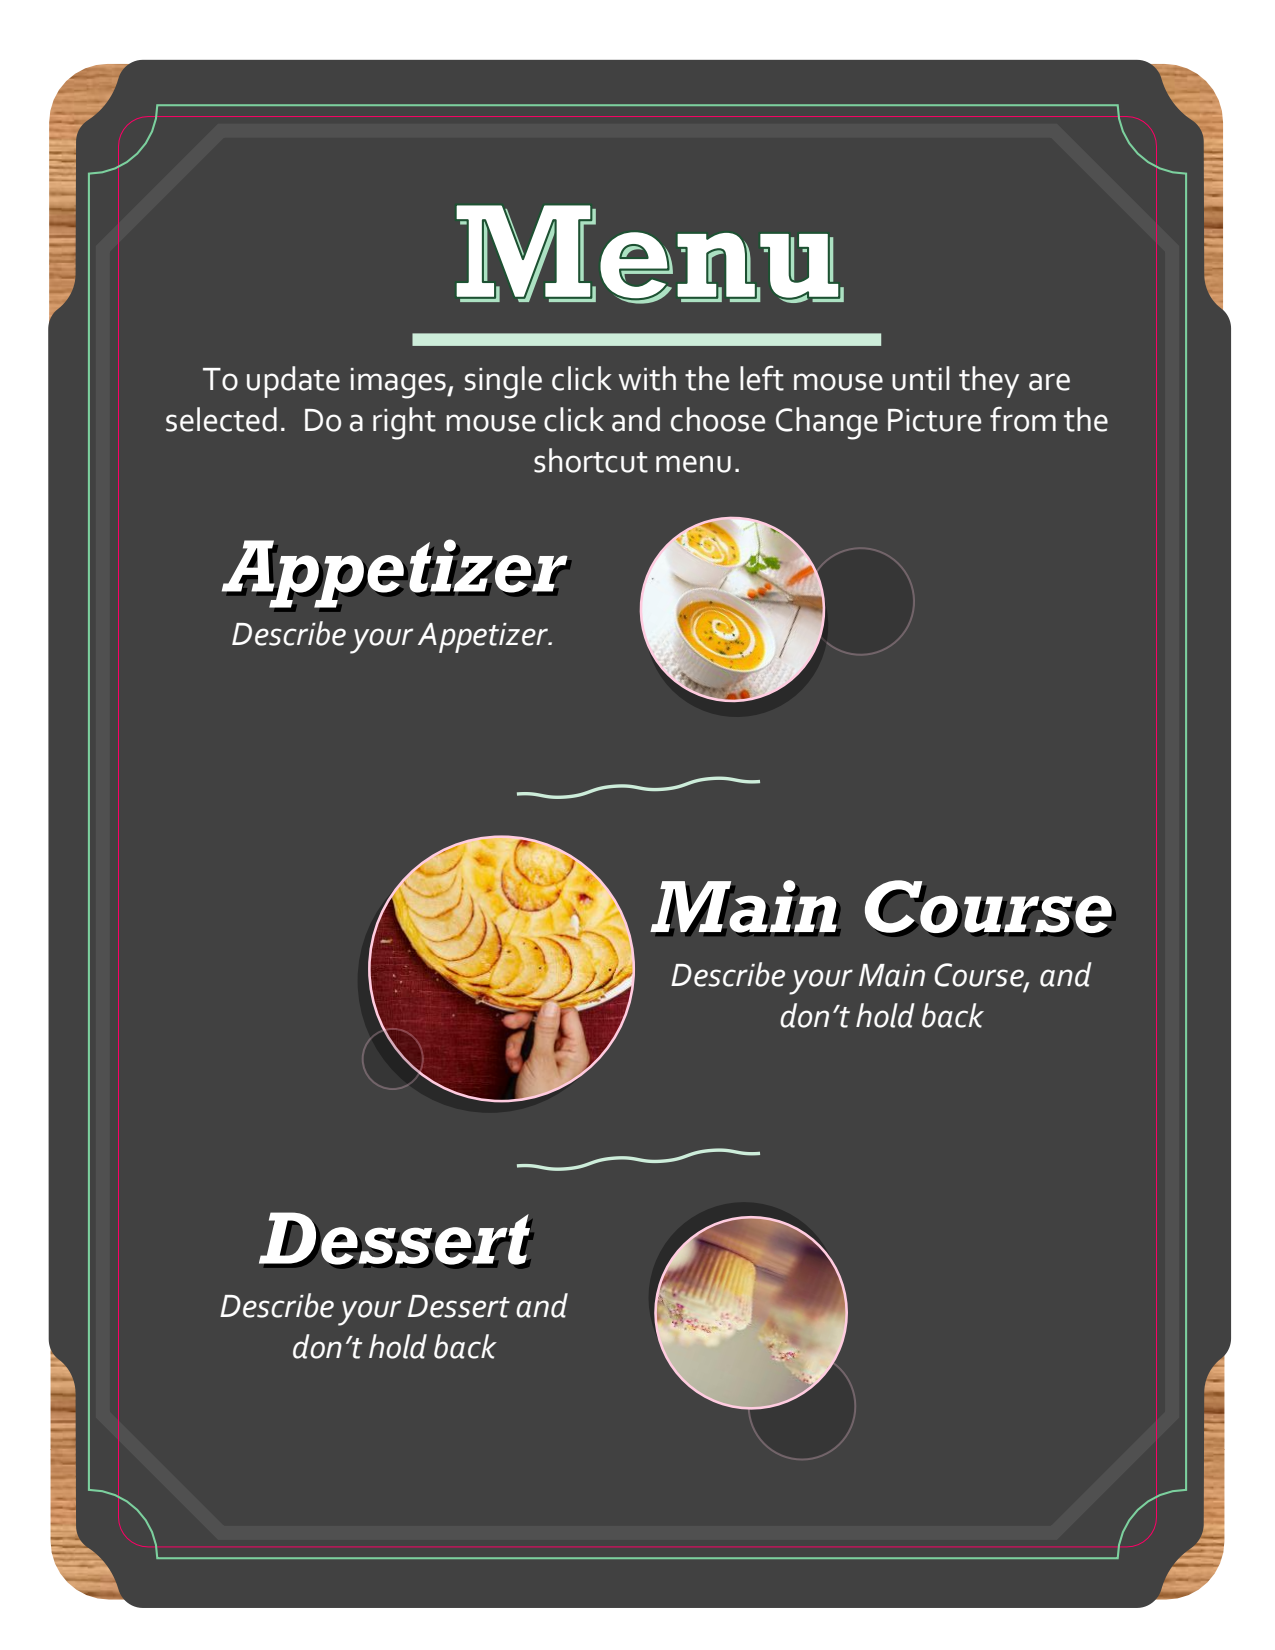 Menu
To update images, single click with the left mouse until they are
selected.  Do a right mouse click and choose Change Picture from the
shortcut menu.
Appetizer
Describe your Appetizer.
Main Course
Describe your Main Course, and
don’t hold back
Dessert
Describe your Dessert and
don’t hold back